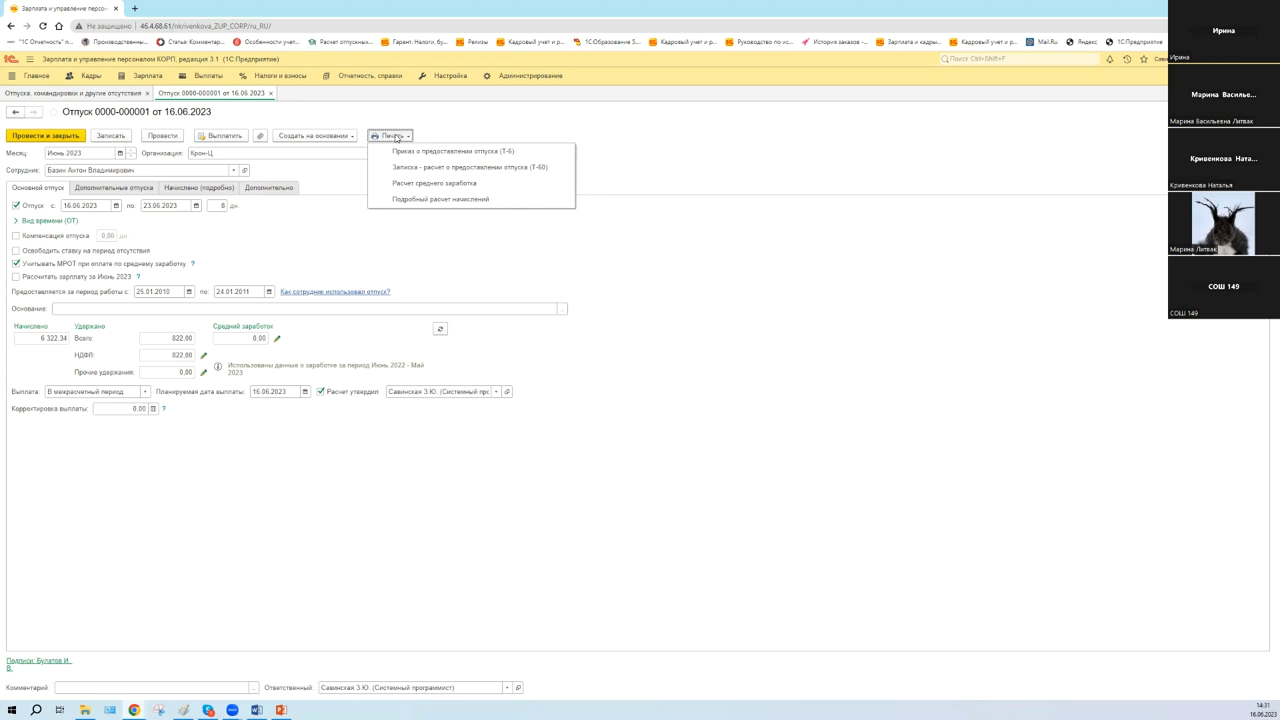 Зарплата и управление персо
Не защищено 46.4.68.61/nkrivenkova_ZUP_CORP/ru_RU/
"1С Отчетность" п... Производственны... Статьи: Комментар... Особенности учет... Расчет отпускных... Гарант. Налоги, бу... Релизы Кадровый учет и р... 1С:Образование 5... Кадровый учет и р... Руководство по ис... История заказов -... Зарплата и кадры... Кадровый учет и р... Mail.Ru Яндекс 1С:Предприятие
Зарплата и управление персоналом КОРП, редакция 3.1 (1С:Предприятие)
Поиск Ctrl+Shift+F
Главное Кадры Зарплата Выплаты Налоги и взносы Отчетность, справки Настройка Администрирование
Отпуска, командировки и другие отсутствия × Отпуск 0000-000001 от 16.06.2023 ×
Отпуск 0000-000001 от 16.06.2023
Провести и закрыть Записать Провести Выплатить Создать на основании Печать
Месяц: Июнь 2023 Организация: Крон-Ц
Сотрудник: Базин Антон Владимирович
Приказ о предоставлении отпуска (Т-6)
Записка - расчет о предоставлении отпуска (Т-60)
Расчет среднего заработка
Подробный расчет начислений
Основной отпуск Дополнительные отпуска Начислено (подробно) Дополнительно
Отпуск с: 16.06.2023 по: 23.06.2023 8 дн.
Вид времени (ОТ)
Компенсация отпуска 0,00 дн.
Освободить ставку на период отсутствия
Учитывать МРОТ при оплате по среднему заработку ?
Рассчитать зарплату за Июнь 2023 ?
Предоставляется за период работы с: 25.01.2010 по: 24.01.2011 Как сотрудник использовал отпуск?
Основание:
Начислено Удержано Средний заработок
6 322,34 Всего: 822,00 0,00
НДФЛ: 822,00
Прочие удержания: 0,00
Использованы данные о заработке за период Июнь 2022 - Май
2023
Выплата: В межрасчетный период Планируемая дата выплаты: 16.06.2023 Расчет утвердил Савинская З.Ю. (Системный прс
Корректировка выплаты: 0,00 ?
Подписи: Булатов И.
В.
Комментарий: Ответственный: Савинская З.Ю. (Системный программист)
Ирина
Ирина
Марина Василье...
Марина Васильевна Литвак
Кривенкова Ната...
Кривенкова Наталья
Марина Литвак
СОШ 149
СОШ 149
14:31
16.06.2023